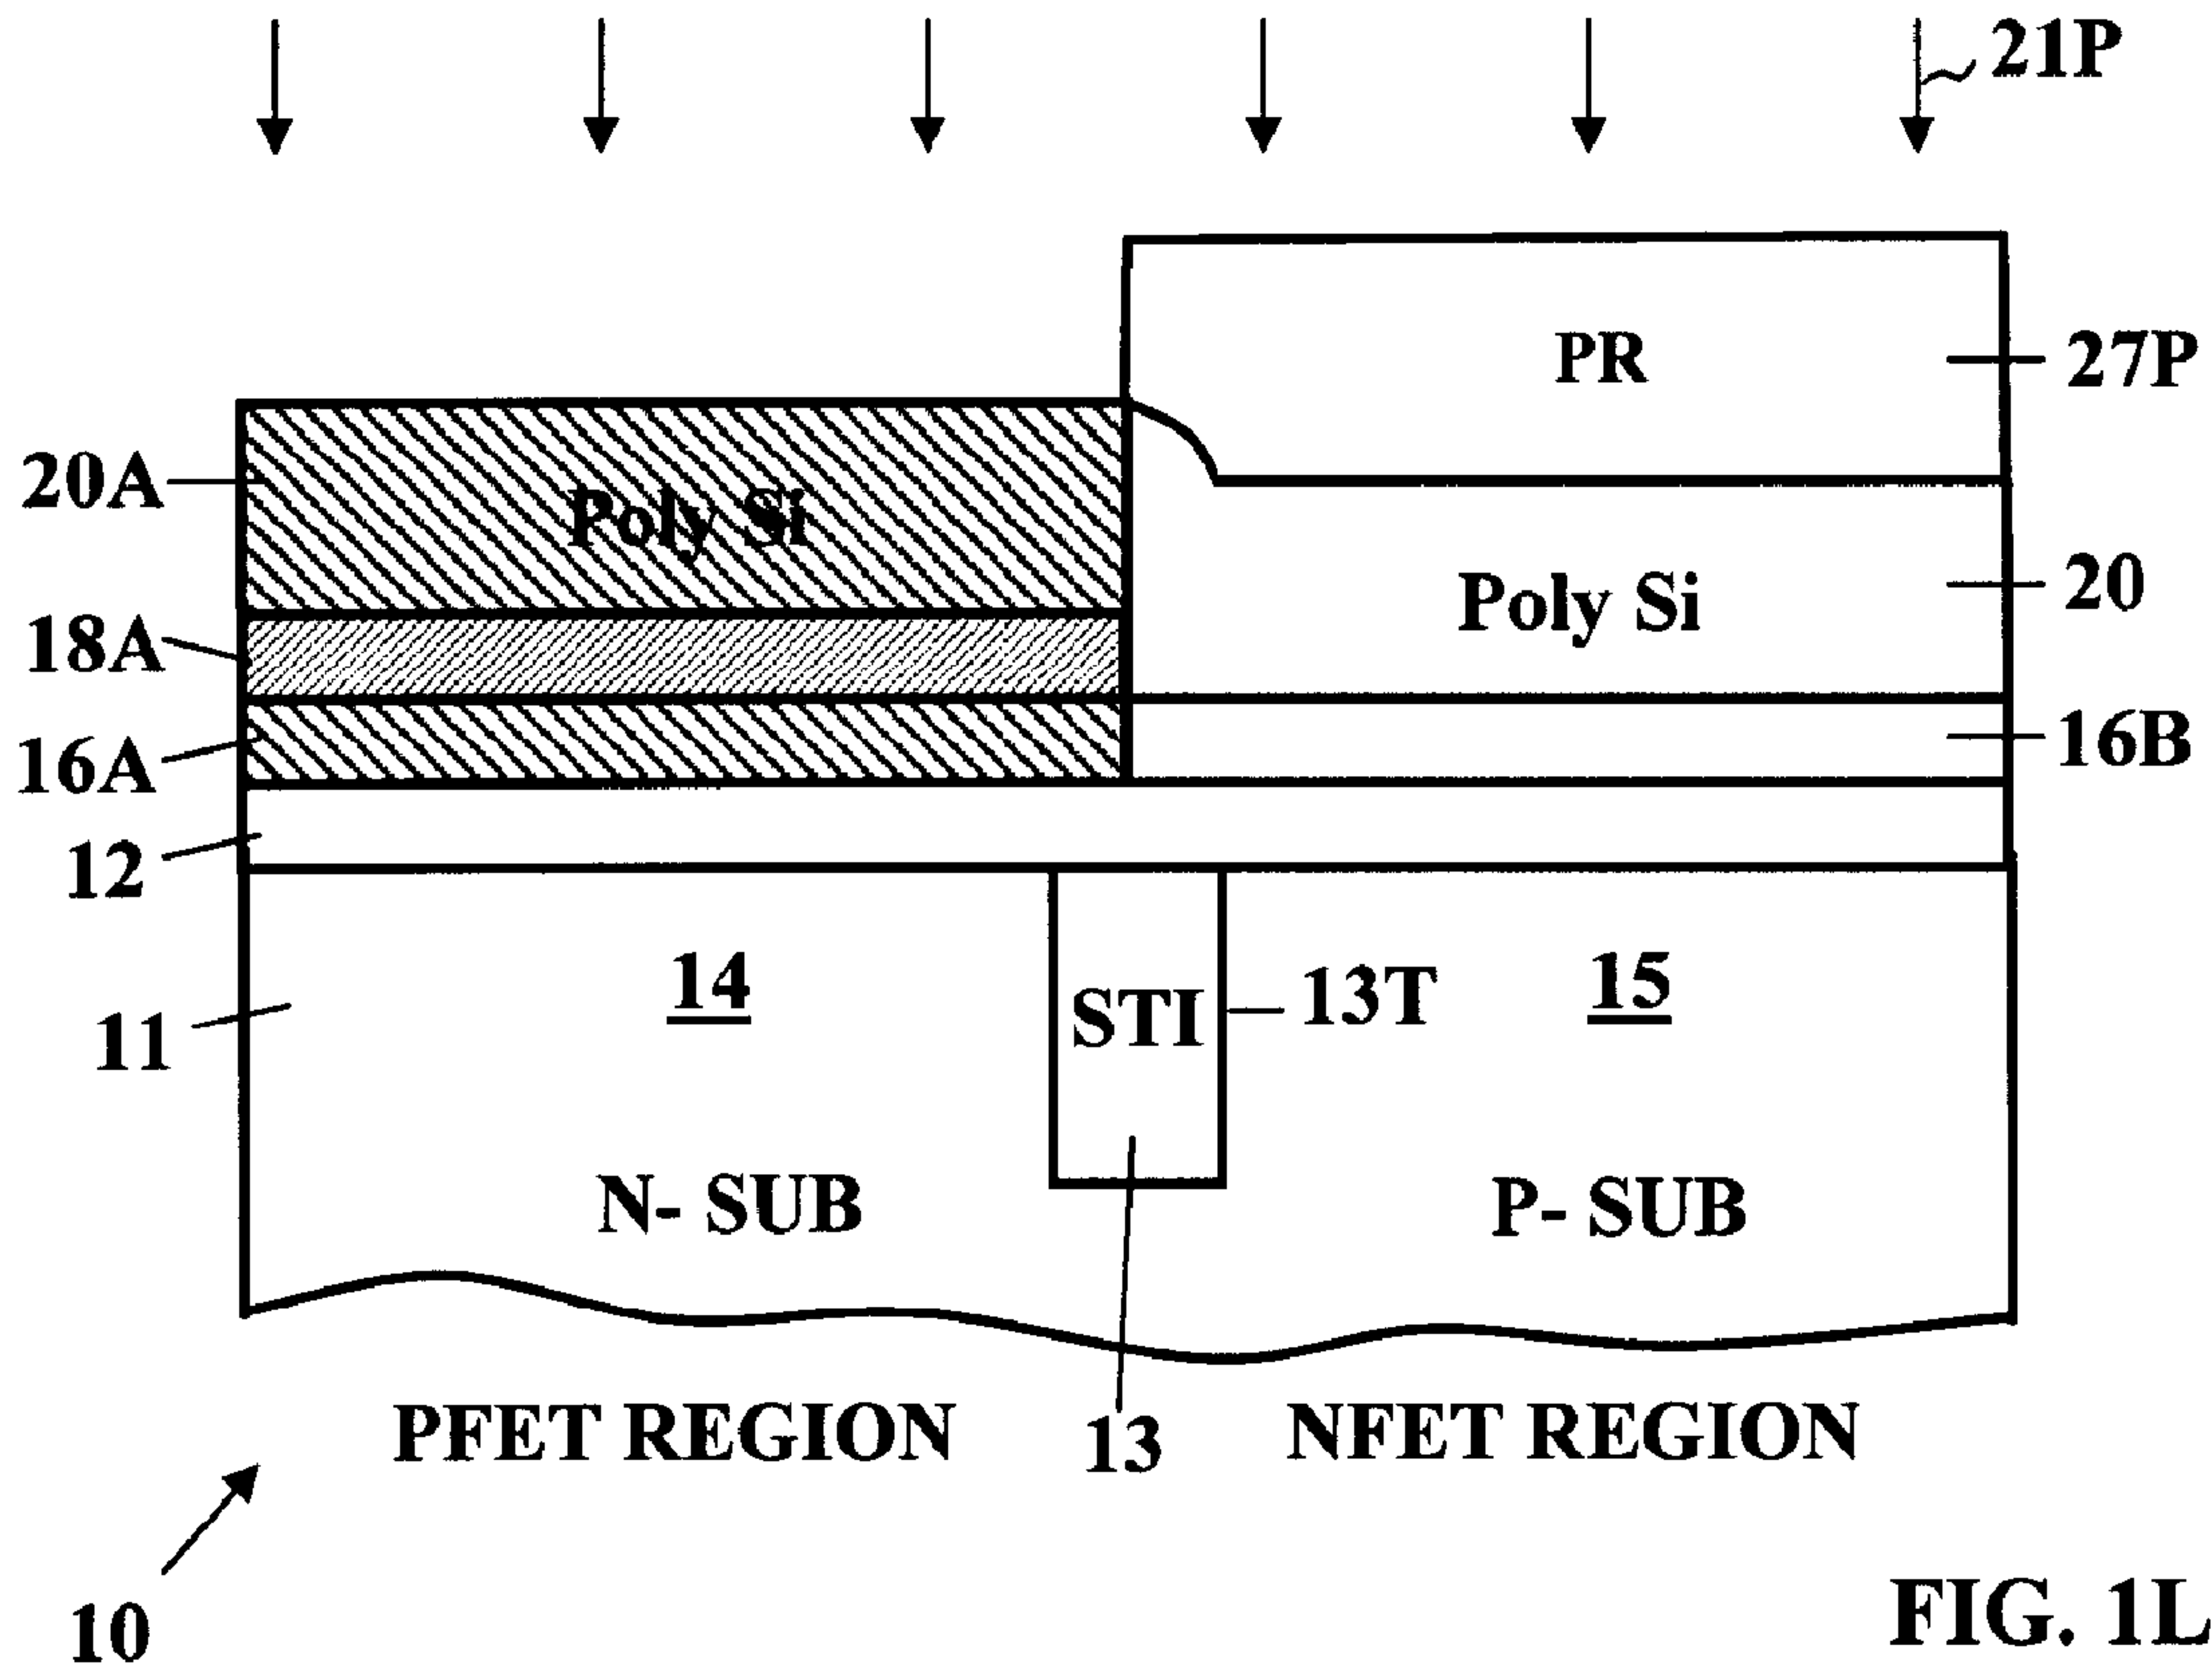 21P
PR
27P
20A
Poly Si
20
Poly Si
18A
16A
16B
12
14
15
11
STI
13T
N- SUB
P- SUB
PFET REGION
13
NFET REGION
10
FIG. 1L